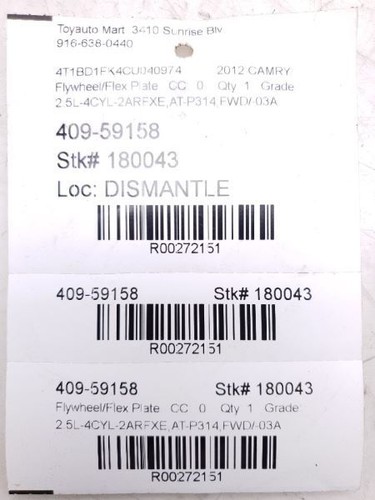 Toyauto Mart 3410 Sunrise Blv
916-638-0440
4T1BD1FK4CU040974 2012 CAMRY
Flywheel/Flex Plate CC 0 Qty 1 Grade
2.5L-4CYL-2ARFXE,AT-P314,FWD/-03A
409-59158
Stk# 180043
Loc: DISMANTLE
R00272151
409-59158 Stk# 180043
R00272151
409-59158 Stk# 180043
Flywheel/Flex Plate CC 0 Qty 1 Grade
2.5L-4CYL-2ARFXE,AT-P314,FWD/-03A
R00272151